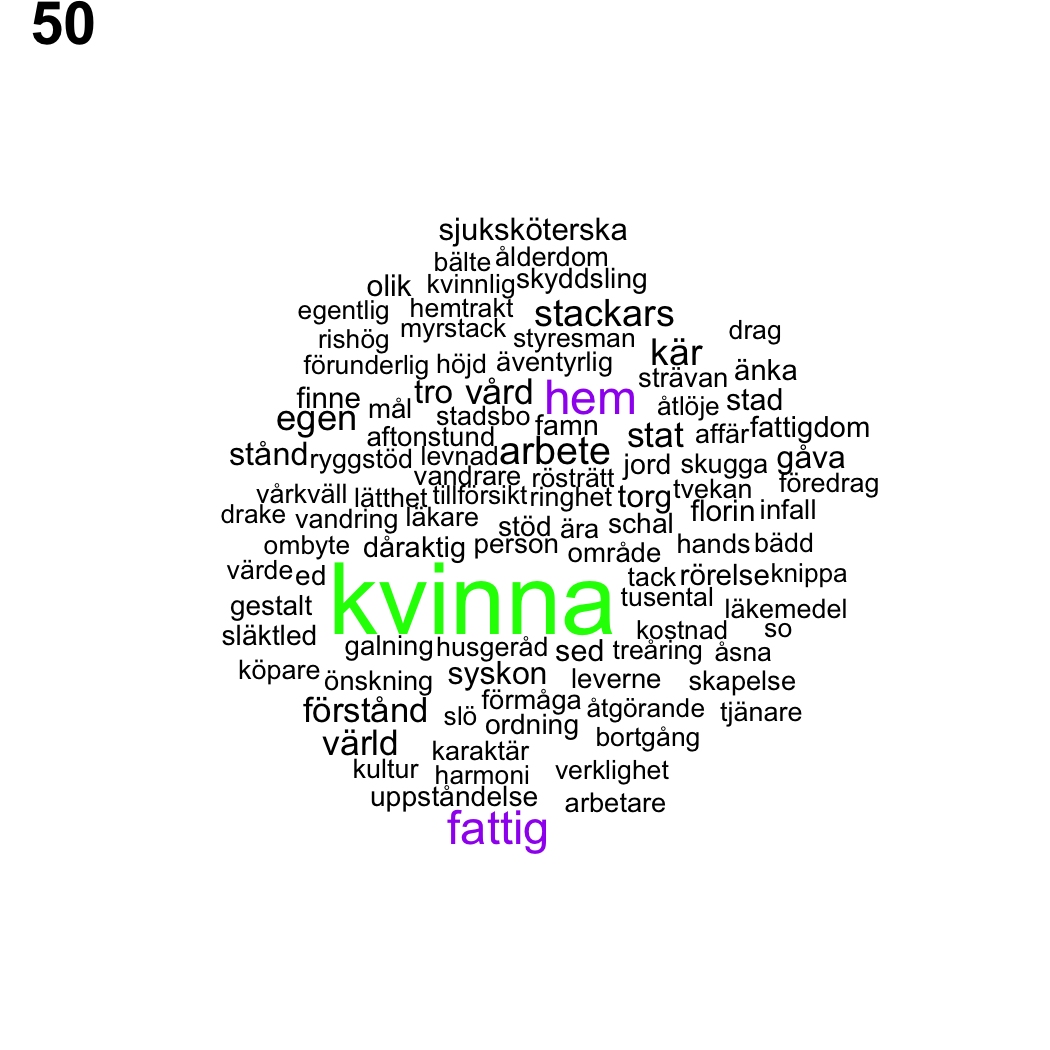 50
sjuksköterska
bälte ålderdom
olik kvinnlig skyddsling
egentlig hemtrakt stackars
rishög myrstack styresman drag
förunderlig höjd äventyrlig kär
tro vård hem strävan änka
finne mål stadsbo åtlöje stad
egen aftonstund famn stat affär fattigdom
stånd ryggstöd levnad arbete jord skugga gåva
vandrare rösträtt tvekan föredrag
vårkväll lätthet tillförsikt ringhet torg
drake vandring läkare stöd ära schal florin infall
ombyte dåraktig person område hands bädd
värde ed kvinna tack rörelse knippa
gestalt tusental läkemedel
släktled kostnad so
galning husgeråd sed treåring åsna
köpare önskning syskon leverne skapelse
förstånd slö förmåga åtgörande tjänare
ordning
värld karaktär bortgång
kultur harmoni verklighet
uppståndelse arbetare
fattig